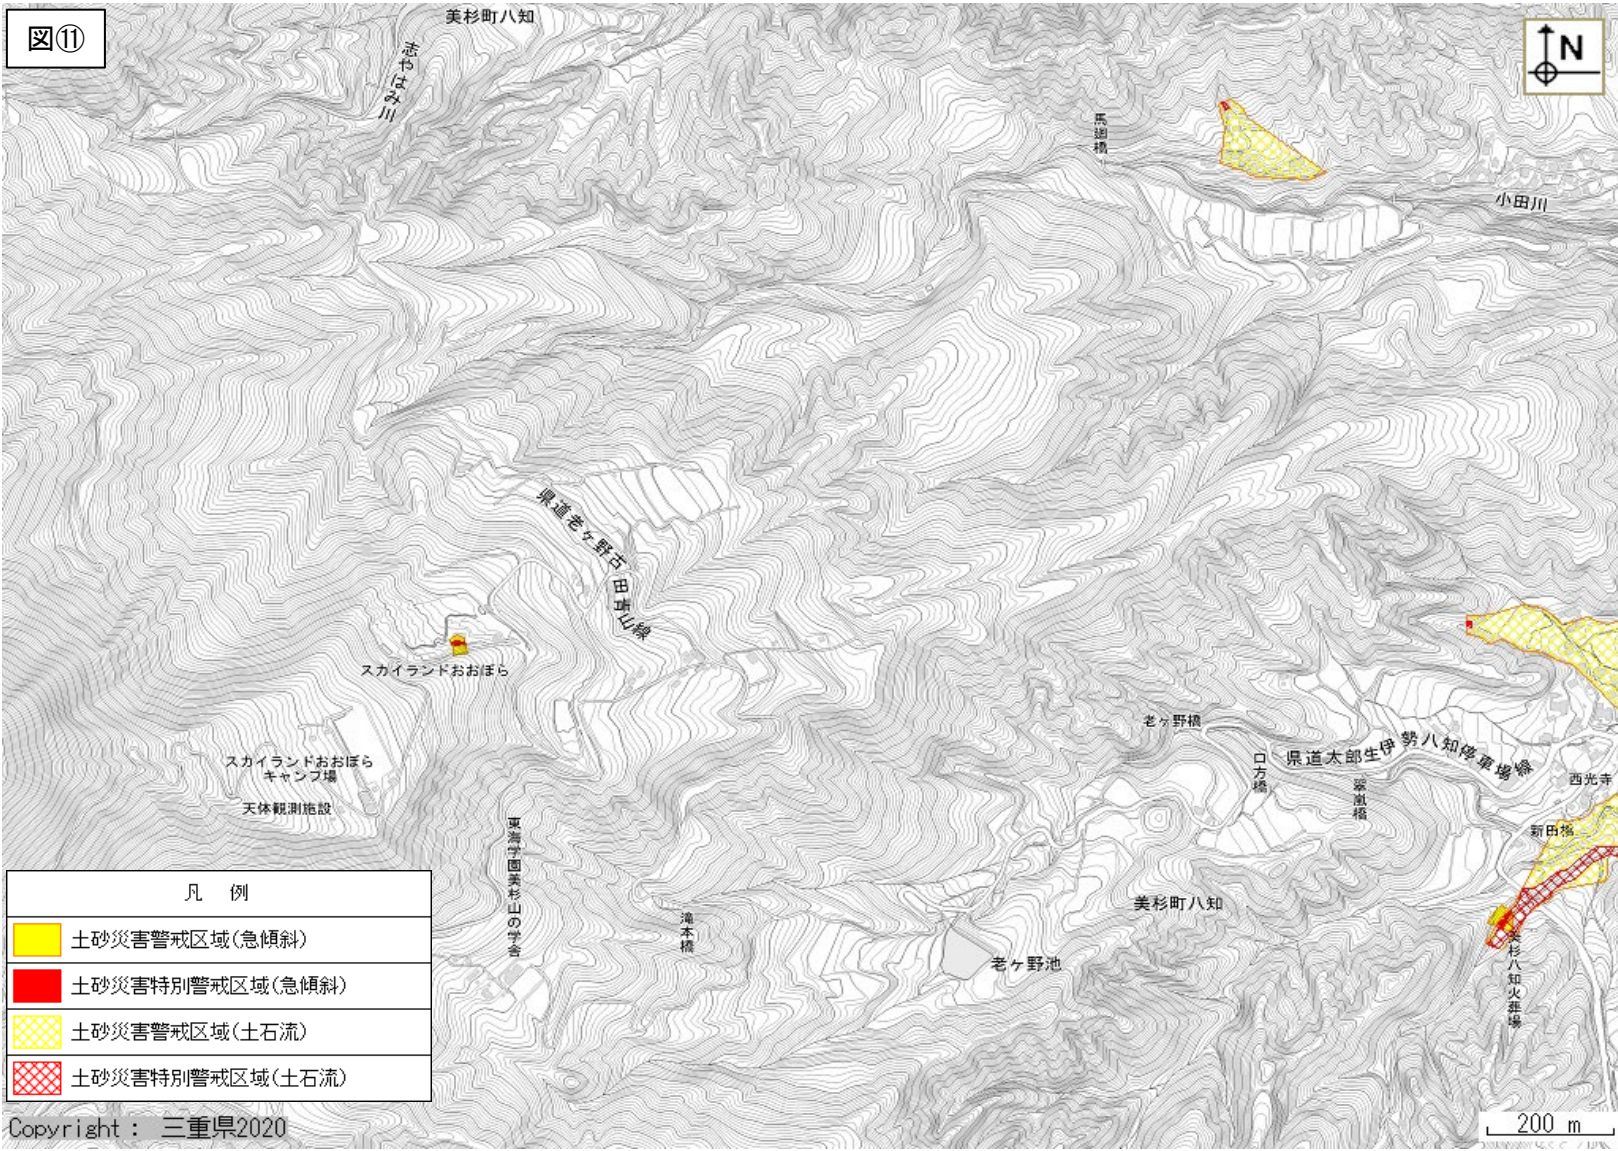 図⑪
美杉町八知
志やはみ川
N
馬廻橋
小田川
県道老ヶ野古田青山線
スカイランドおおぼら
スカイランドおおぼら
キャンプ場
天体観測施設
老ヶ野橋
口方橋
県道太郎生伊勢八知停車場線
翠嵐橋
西光寺
新田橋
東海学園美杉山の学舎
滝本橋
美杉町八知
老ヶ野池
美杉八知火葬場
凡 例
土砂災害警戒区域(急傾斜)
土砂災害特別警戒区域(急傾斜)
土砂災害警戒区域(土石流)
土砂災害特別警戒区域(土石流)
Copyright : 三重県2020
200 m